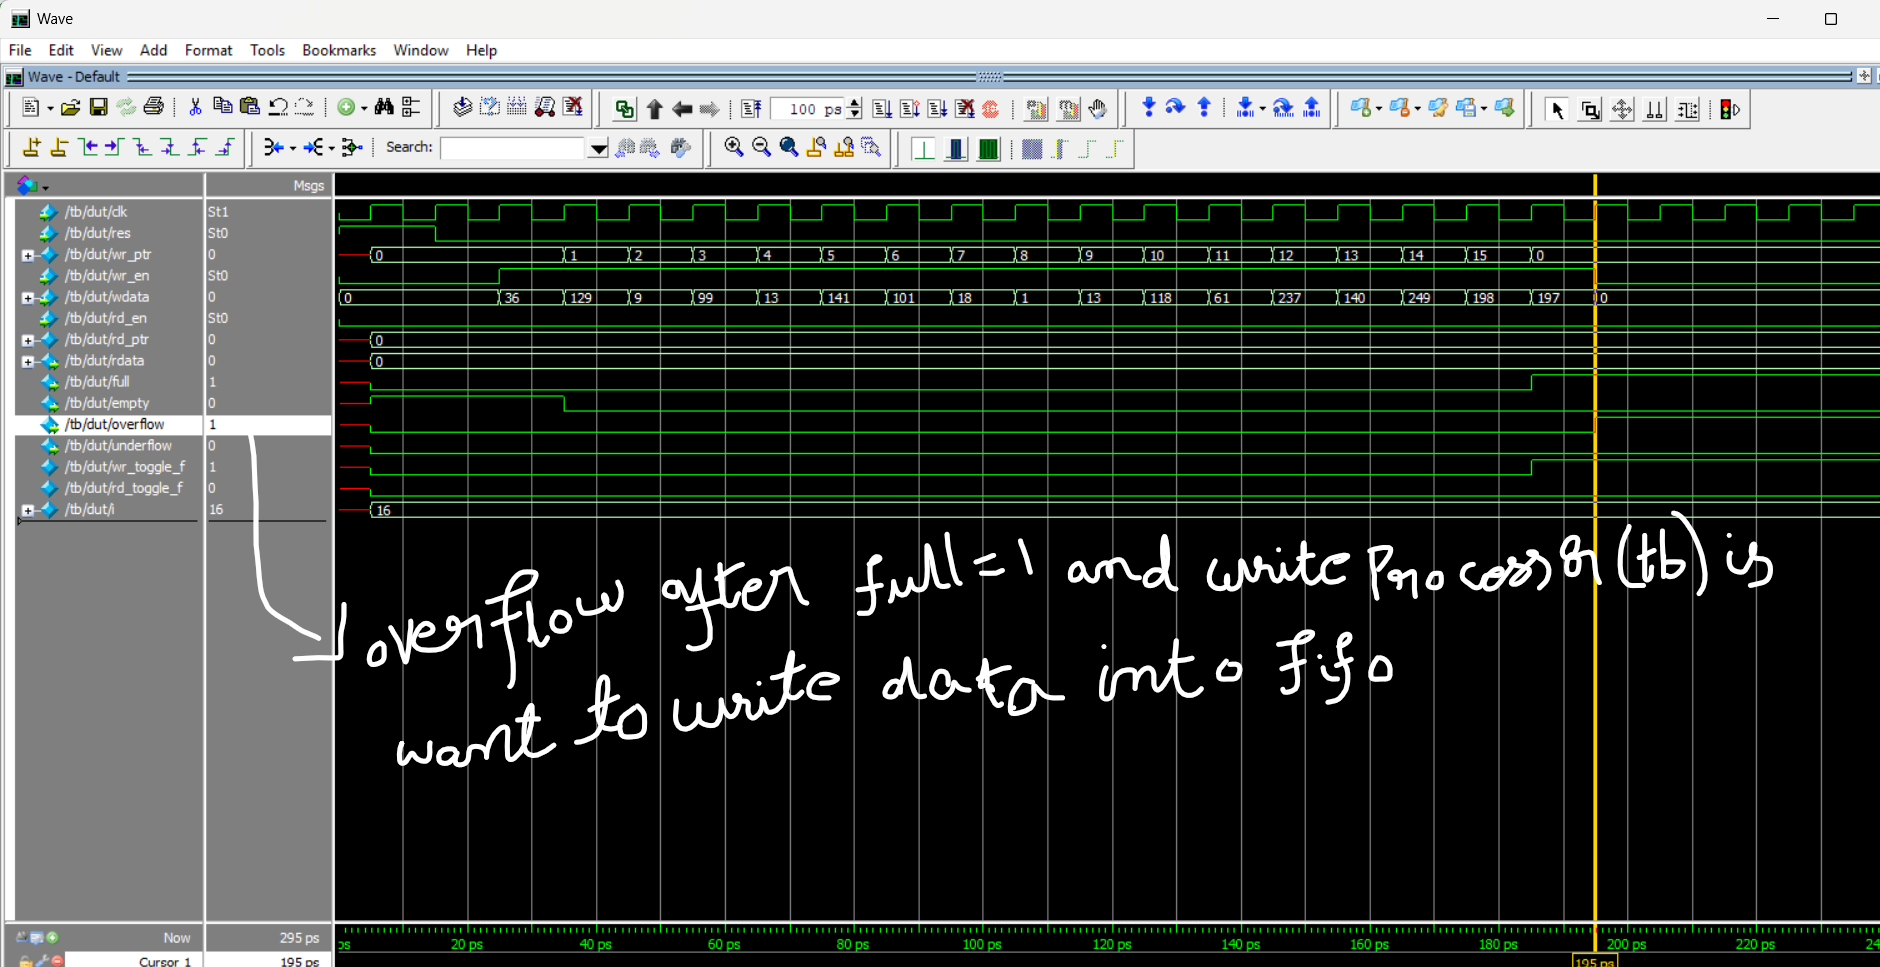 Wave
File Edit View Add Format Tools Bookmarks Window Help
Wave - Default
100 ps
Search:
Msgs
/tb/dut/clk St1
/tb/dut/res St0
/tb/dut/wr_ptr 0 0 1 2 3 4 5 6 7 8 9 10 11 12 13 14 15 0
/tb/dut/wr_en St0
/tb/dut/wdata 0 0 36 129 9 99 13 141 101 18 1 13 118 61 237 140 249 198 197 0
/tb/dut/rd_en St0
/tb/dut/rd_ptr 0 0
/tb/dut/rdata 0 0
/tb/dut/full 1
/tb/dut/empty 0
/tb/dut/overflow 1
/tb/dut/underflow 0
/tb/dut/wr_toggle_f 1
/tb/dut/rd_toggle_f 0
/tb/dut/i 16 16
overflow after full=1 and write Processor (tb) is
want to write data into fifo
Now 295 ps ps 20 ps 40 ps 60 ps 80 ps 100 ps 120 ps 140 ps 160 ps 180 ps 200 ps 220 ps 24
Cursor 1 195 ps 195 ps